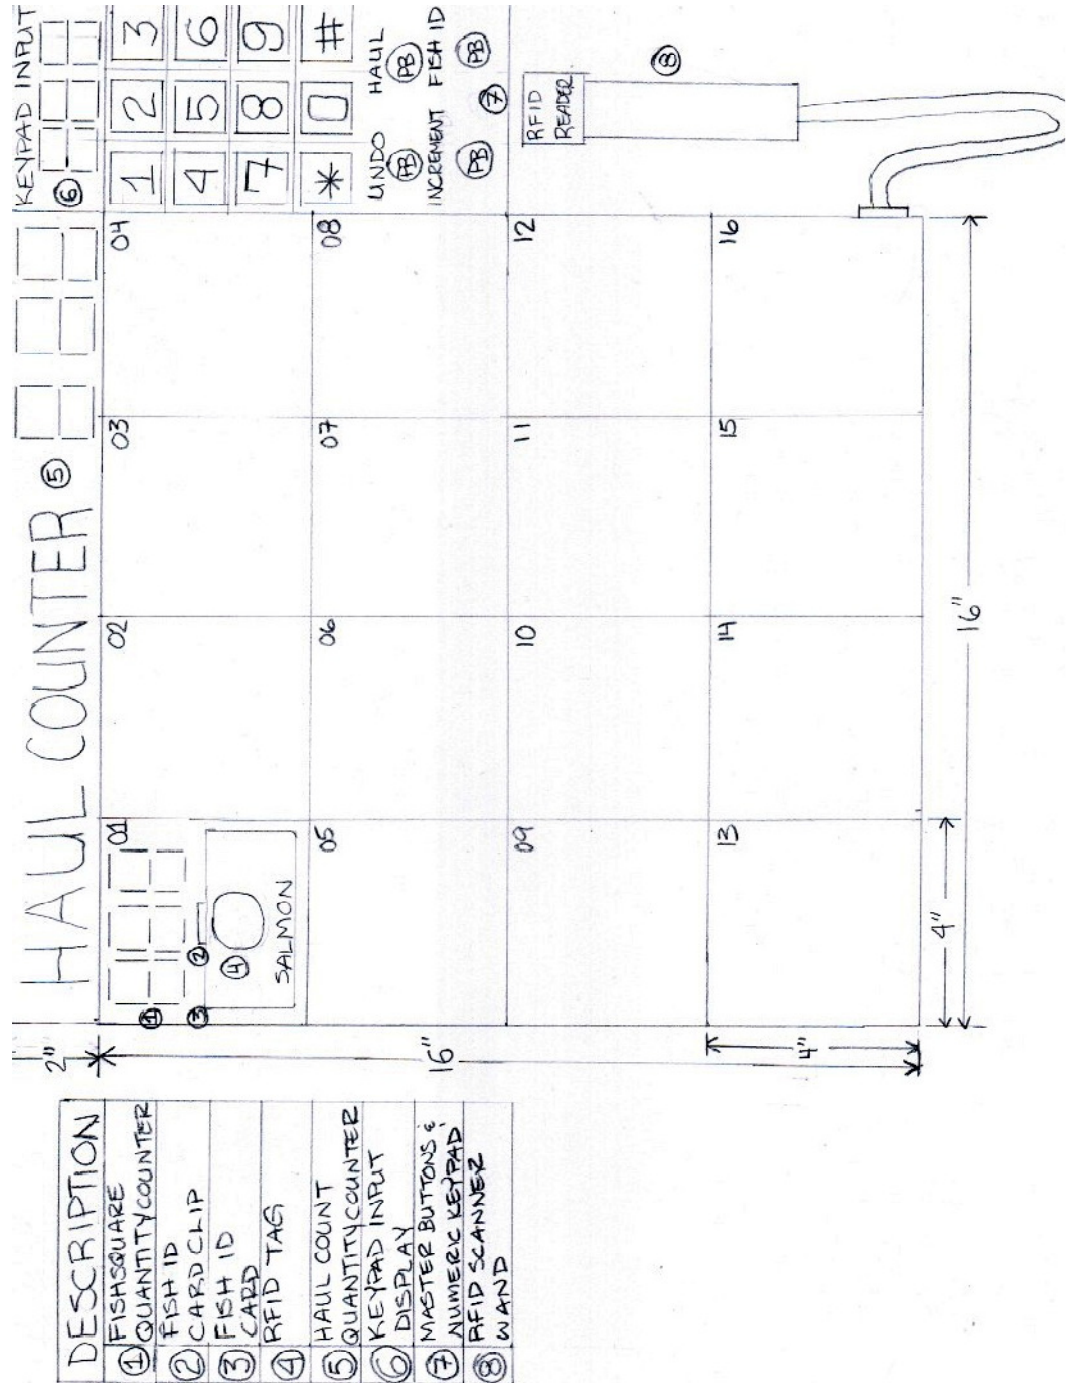 HAUL COUNTER
⑤
KEYPAD INPUT
⑥
01
02
03
04
1
2
3
①
4
5
6
②
③
④
7
8
9
SALMON
*
0
#
05
06
07
08
UNDO
HAUL
PB
PB
INCREMENT
FISH ID
PB
PB
⑦
09
10
11
12
RFID
READER
⑧
13
14
15
16
2"
16"
4"
4"
16"
DESCRIPTION
① FISHSQUARE
QUANTITY COUNTER
② FISH ID
CARD CLIP
③ FISH ID
CARD
④ RFID TAG
⑤ HAUL COUNT
QUANTITY COUNTER
⑥ KEYPAD INPUT
DISPLAY
⑦ MASTER BUTTONS &
NUMERIC KEYPAD
⑧ RFID SCANNER
WAND